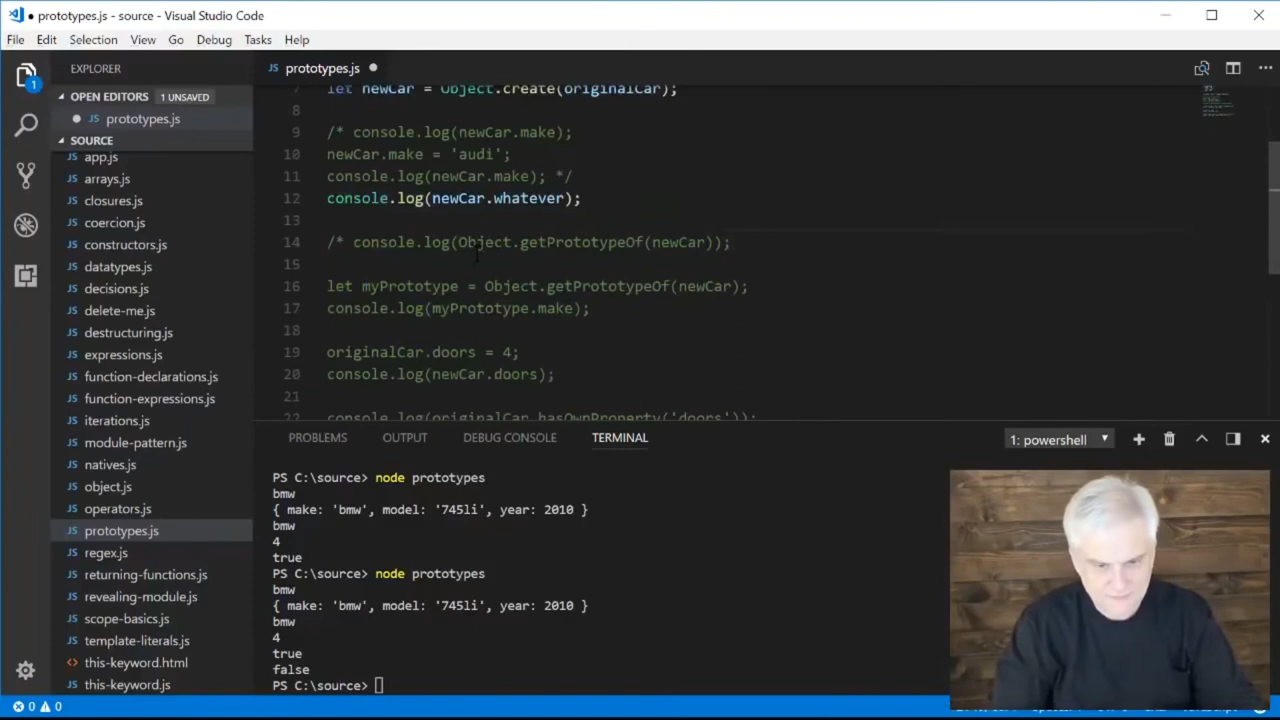 ● prototypes.js - source - Visual Studio Code
File Edit Selection View Go Debug Tasks Help
EXPLORER
JS prototypes.js ●
1
OPEN EDITORS 1 UNSAVED
● JS prototypes.js
SOURCE
JS app.js
JS arrays.js
JS closures.js
JS coercion.js
JS constructors.js
JS datatypes.js
JS decisions.js
JS delete-me.js
JS destructuring.js
JS expressions.js
JS function-declarations.js
JS function-expressions.js
JS iterations.js
JS module-pattern.js
JS natives.js
JS object.js
JS operators.js
JS prototypes.js
JS regex.js
JS returning-functions.js
JS revealing-module.js
JS scope-basics.js
JS template-literals.js
<> this-keyword.html
JS this-keyword.js
7 let newCar = Object.create(originalCar);
8
9 /* console.log(newCar.make);
10 newCar.make = 'audi';
11 console.log(newCar.make); */
12 console.log(newCar.whatever);
13
14 /* console.log(Object.getPrototypeOf(newCar));
15
16 let myPrototype = Object.getPrototypeOf(newCar);
17 console.log(myPrototype.make);
18
19 originalCar.doors = 4;
20 console.log(newCar.doors);
21
22 console.log(originalCar.hasOwnProperty('doors'));
PROBLEMS OUTPUT DEBUG CONSOLE TERMINAL 1: powershell
PS C:\source> node prototypes
bmw
{ make: 'bmw', model: '745li', year: 2010 }
bmw
4
true
PS C:\source> node prototypes
bmw
{ make: 'bmw', model: '745li', year: 2010 }
bmw
4
true
false
PS C:\source>
0 0